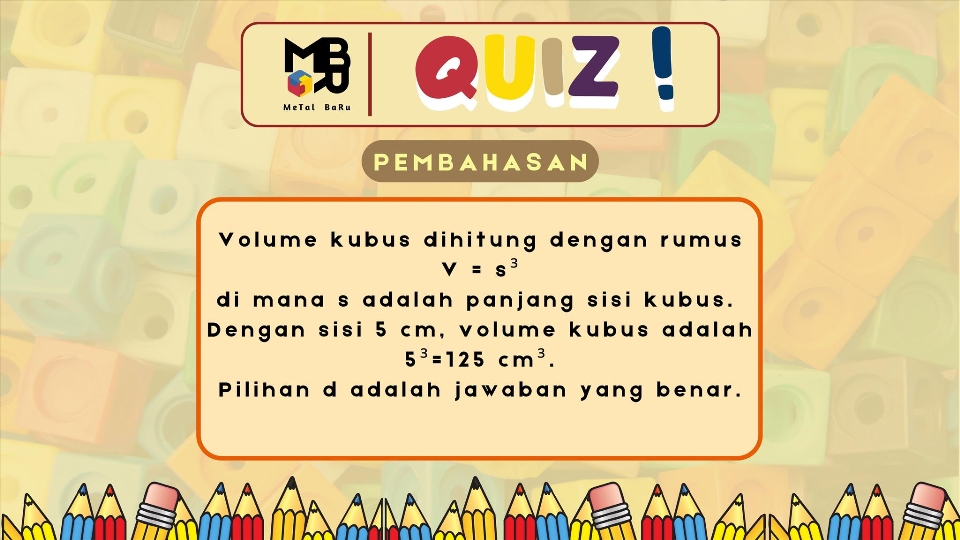 MBRU
MeTal BaRu
QUIZ !
PEMBAHASAN
Volume kubus dihitung dengan rumus
V = s³
di mana s adalah panjang sisi kubus.
Dengan sisi 5 cm, volume kubus adalah
5³=125 cm³.
Pilihan d adalah jawaban yang benar.